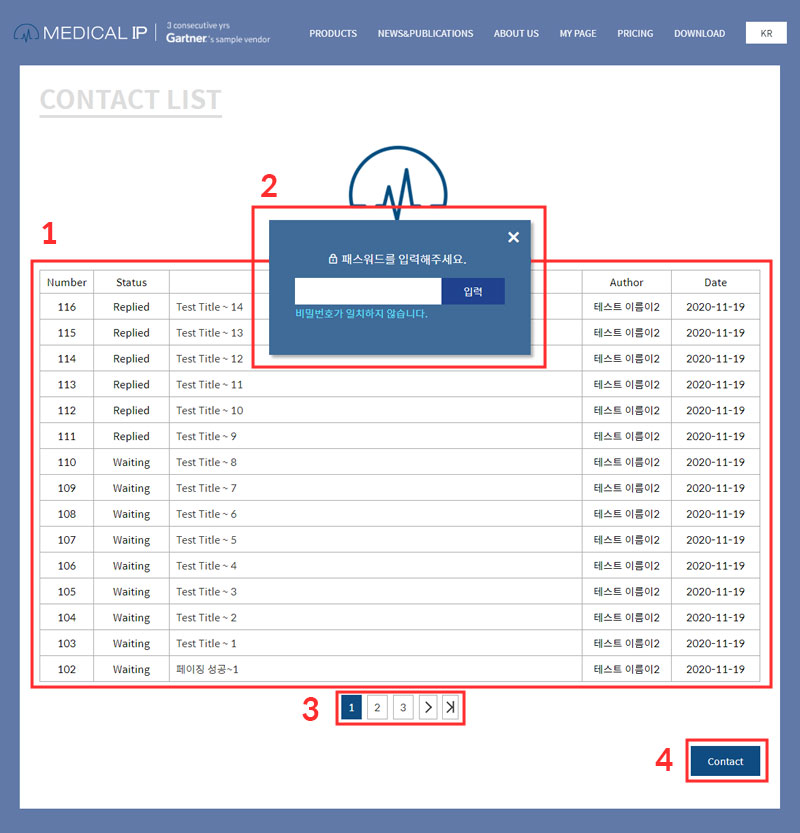 MEDICAL IP
3 consecutive yrs
Gartner.'s sample vendor
PRODUCTS NEWS&PUBLICATIONS ABOUT US MY PAGE PRICING DOWNLOAD KR
CONTACT LIST
2
1
패스워드를 입력해주세요.
입력
비밀번호가 일치하지 않습니다.
Number Status Author Date
116 Replied Test Title ~ 14 테스트 이름이2 2020-11-19
115 Replied Test Title ~ 13 테스트 이름이2 2020-11-19
114 Replied Test Title ~ 12 테스트 이름이2 2020-11-19
113 Replied Test Title ~ 11 테스트 이름이2 2020-11-19
112 Replied Test Title ~ 10 테스트 이름이2 2020-11-19
111 Replied Test Title ~ 9 테스트 이름이2 2020-11-19
110 Waiting Test Title ~ 8 테스트 이름이2 2020-11-19
109 Waiting Test Title ~ 7 테스트 이름이2 2020-11-19
108 Waiting Test Title ~ 6 테스트 이름이2 2020-11-19
107 Waiting Test Title ~ 5 테스트 이름이2 2020-11-19
106 Waiting Test Title ~ 4 테스트 이름이2 2020-11-19
105 Waiting Test Title ~ 3 테스트 이름이2 2020-11-19
104 Waiting Test Title ~ 2 테스트 이름이2 2020-11-19
103 Waiting Test Title ~ 1 테스트 이름이2 2020-11-19
102 Waiting 페이징 성공~1 테스트 이름이2 2020-11-19
3
1 2 3
4
Contact